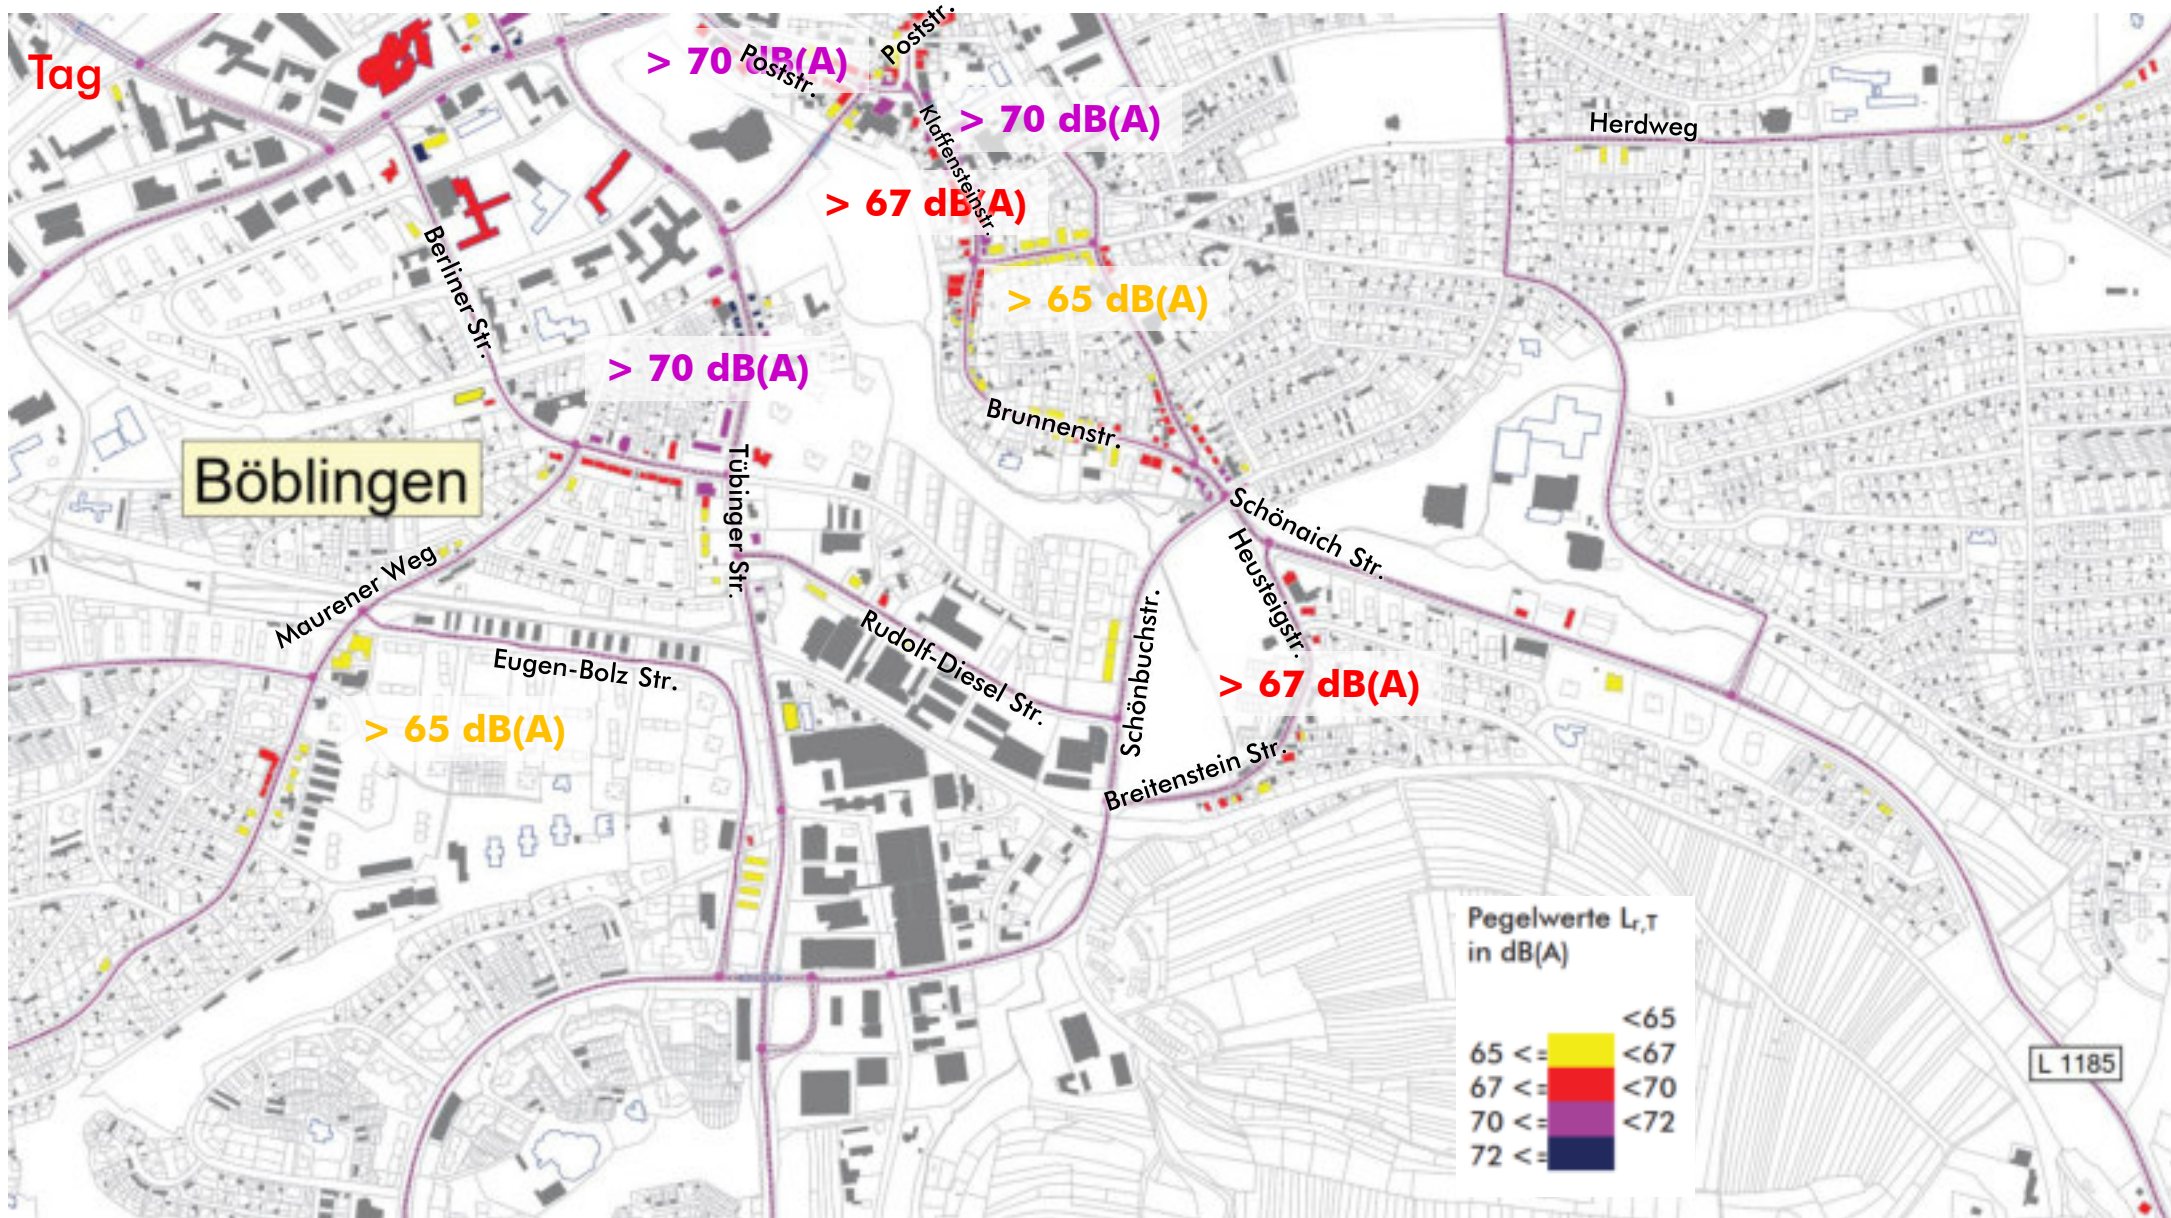 Poststr.
Tag
> 70 dB(A)
Poststr.
> 70 dB(A)
Klaffensteinstr.
Herdweg
> 67 dB(A)
Berliner Str.
> 65 dB(A)
> 70 dB(A)
Brunnenstr.
Böblingen
Tübinger Str.
Schönaich Str.
Heusteigstr.
Maurener Weg
Rudolf-Diesel Str.
Schönbuchstr.
Eugen-Bolz Str.
> 67 dB(A)
> 65 dB(A)
Breitenstein Str.
Pegelwerte Lr,T
in dB(A)
<65
65 <= <67
67 <= <70
70 <= <72
72 <=
L 1185